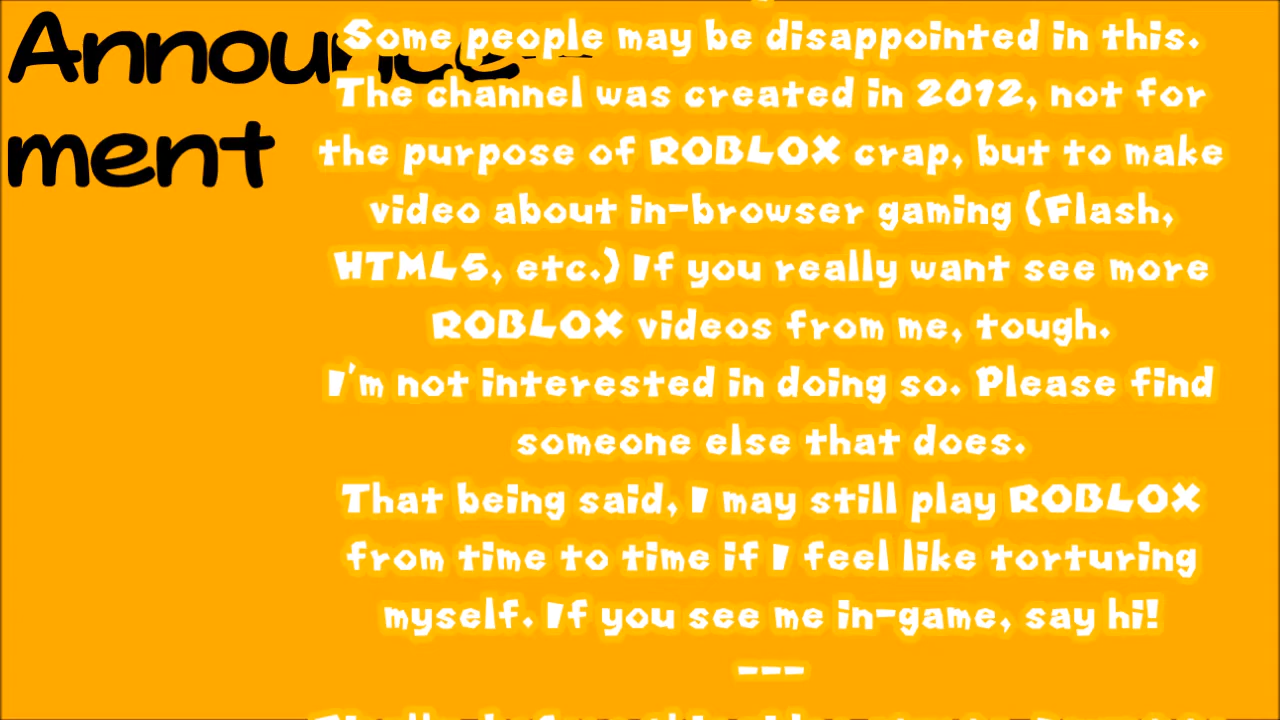 Announce-
ment
Some people may be disappointed in this.
The channel was created in 2012, not for
the purpose of ROBLOX crap, but to make
video about in-browser gaming (Flash,
HTML5, etc.) If you really want see more
ROBLOX videos from me, tough.
I'm not interested in doing so. Please find
someone else that does.
That being said, I may still play ROBLOX
from time to time if I feel like torturing
myself. If you see me in-game, say hi!
---